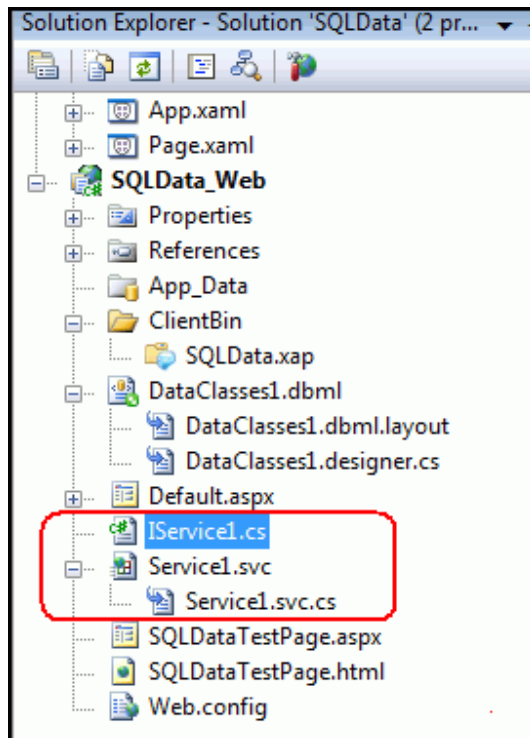 Solution Explorer - Solution 'SQLData' (2 pr...
App.xaml
Page.xaml
SQLData_Web
Properties
References
App_Data
ClientBin
SQLData.xap
DataClasses1.dbml
DataClasses1.dbml.layout
DataClasses1.designer.cs
Default.aspx
IService1.cs
Service1.svc
Service1.svc.cs
SQLDataTestPage.aspx
SQLDataTestPage.html
Web.config